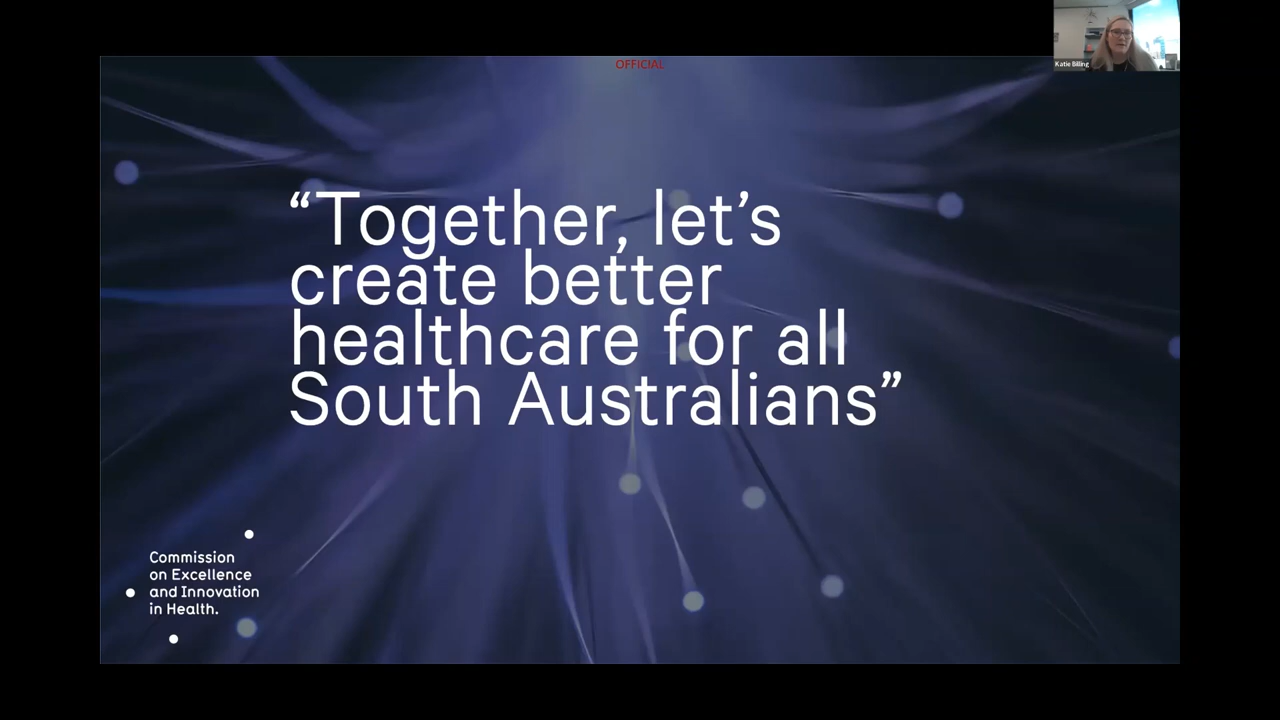 OFFICIAL
Katie Billing
“Together, let’s
create better
healthcare for all
South Australians”
Commission
on Excellence
and Innovation
in Health.